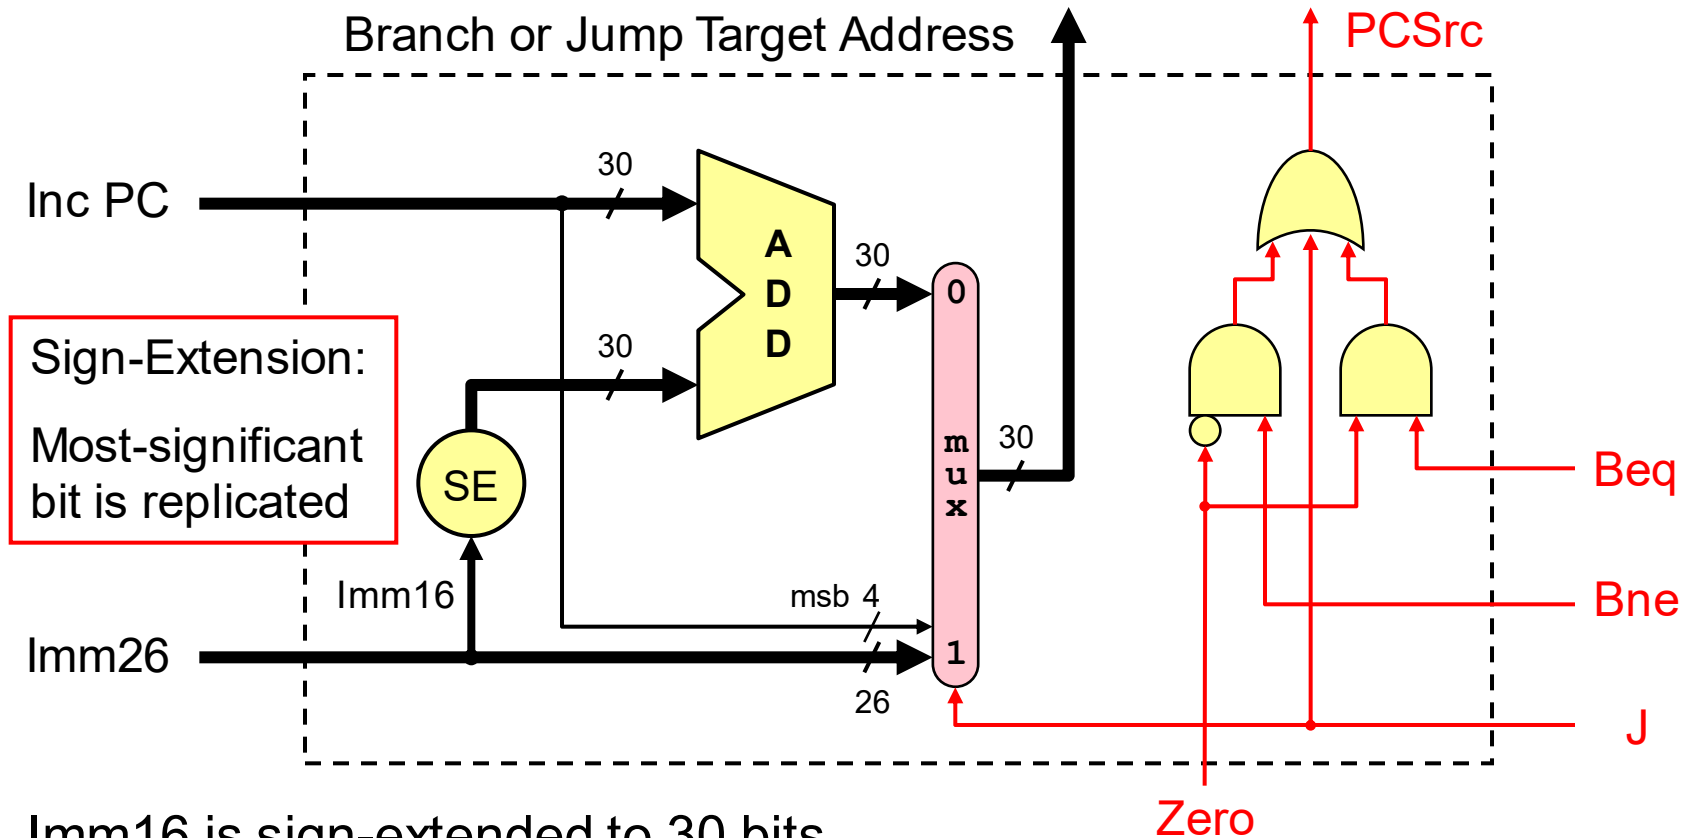 Branch or Jump Target Address
PCSrc
30
Inc PC
A
D
D
30
0
Sign-Extension:
Most-significant
bit is replicated
30
SE
m
u
x
30
Beq
Imm16
msb 4
Bne
Imm26
1
26
J
Zero
Imm16 is sign-extended to 30 bits